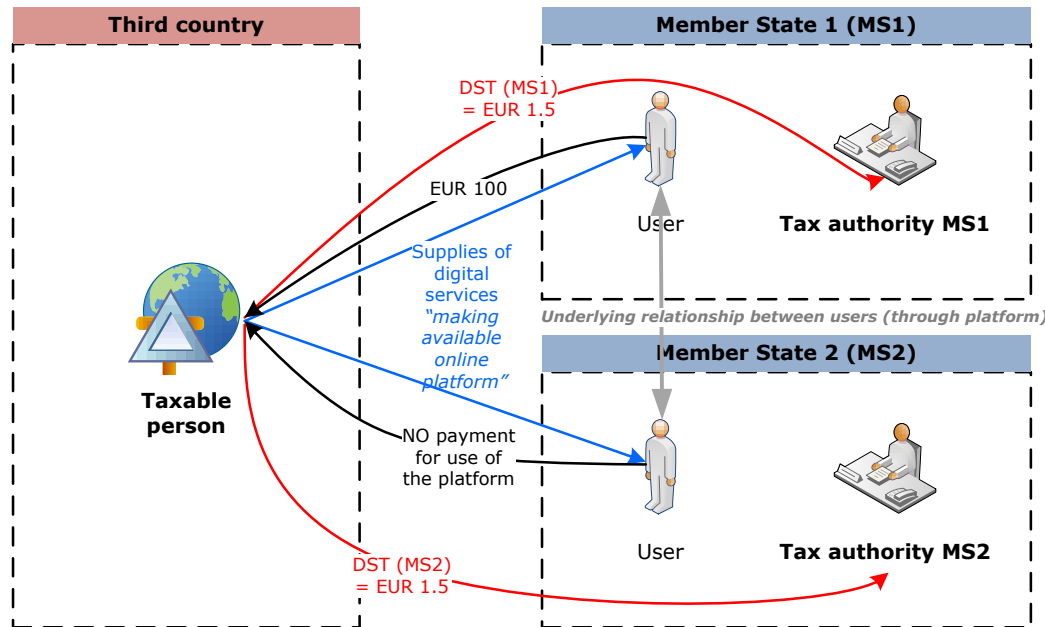 Third country
Member State 1 (MS1)
DST (MS1)
= EUR 1.5
EUR 100
User
Tax authority MS1
Supplies of
digital
services
“making
available
online
platform”
Underlying relationship between users (through platform)
Member State 2 (MS2)
Taxable
person
NO payment
for use of
the platform
User
Tax authority MS2
DST (MS2)
= EUR 1.5